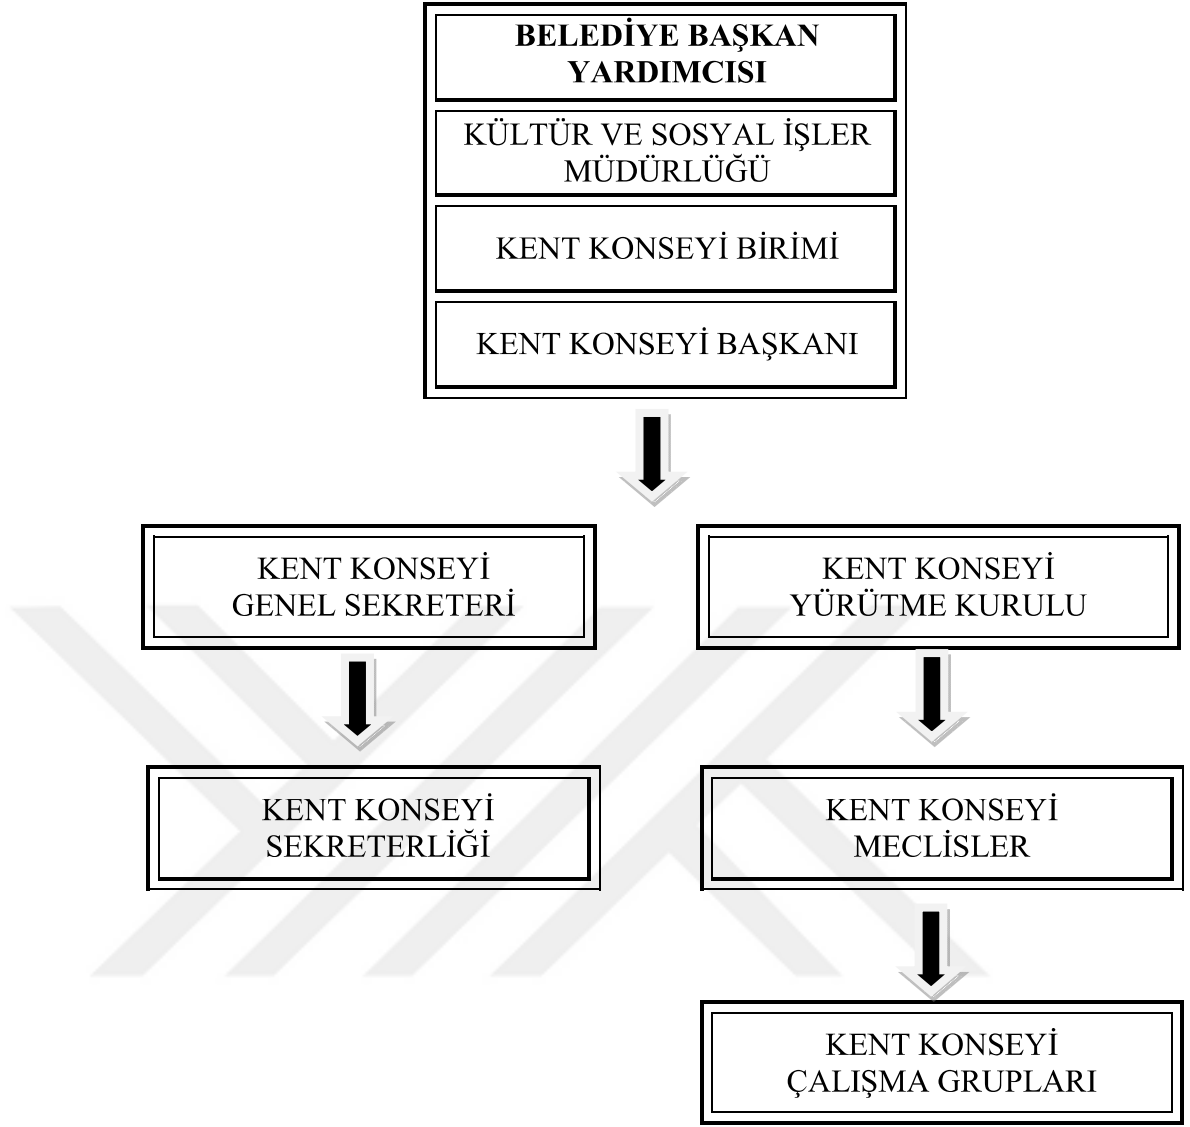 BELEDİYE BAŞKAN
YARDIMCISI
KÜLTÜR VE SOSYAL İŞLER
MÜDÜRLÜĞÜ
KENT KONSEYİ BİRİMİ
KENT KONSEYİ BAŞKANI
KENT KONSEYİ
GENEL SEKRETERİ
KENT KONSEYİ
YÜRÜTME KURULU
KENT KONSEYİ
SEKRETERLİĞİ
KENT KONSEYİ
MECLİSLER
KENT KONSEYİ
ÇALIŞMA GRUPLARI